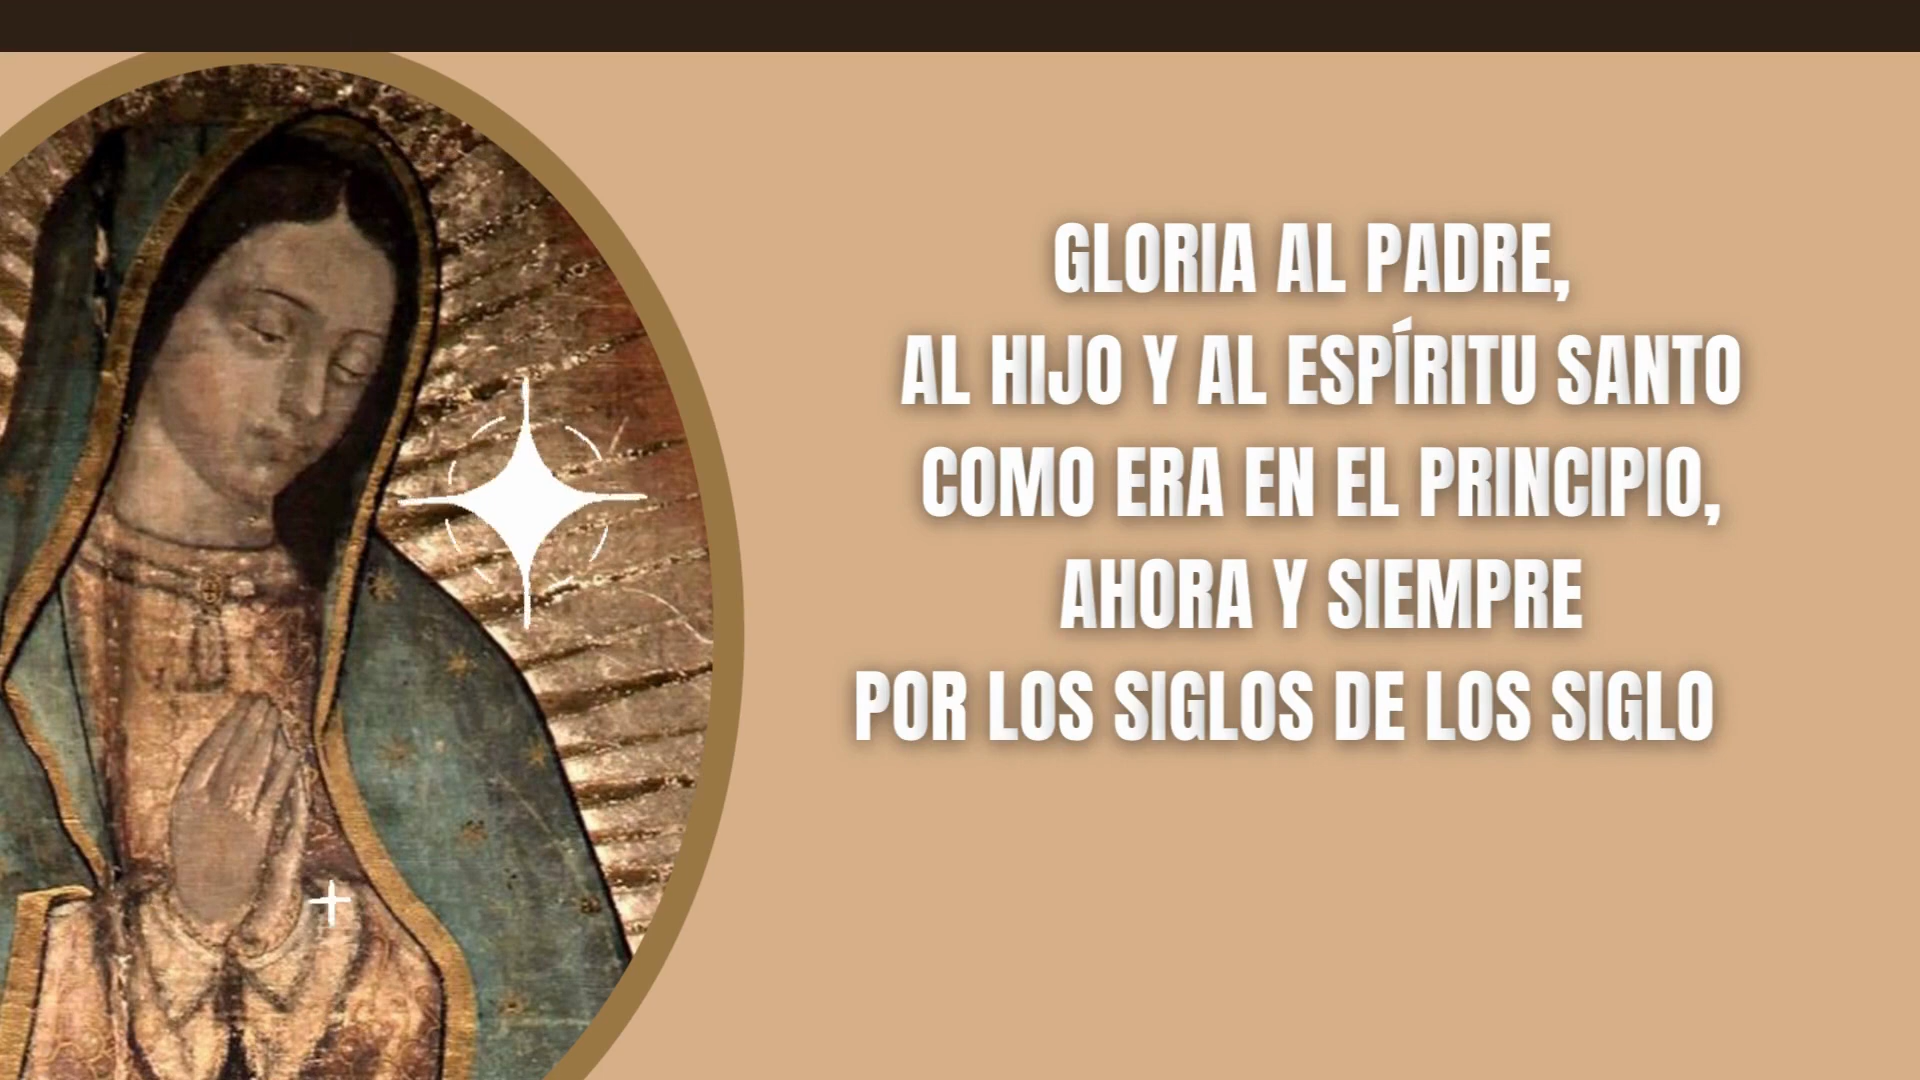 GLORIA AL PADRE,
AL HIJO Y AL ESPÍRITU SANTO
COMO ERA EN EL PRINCIPIO,
AHORA Y SIEMPRE
POR LOS SIGLOS DE LOS SIGLO